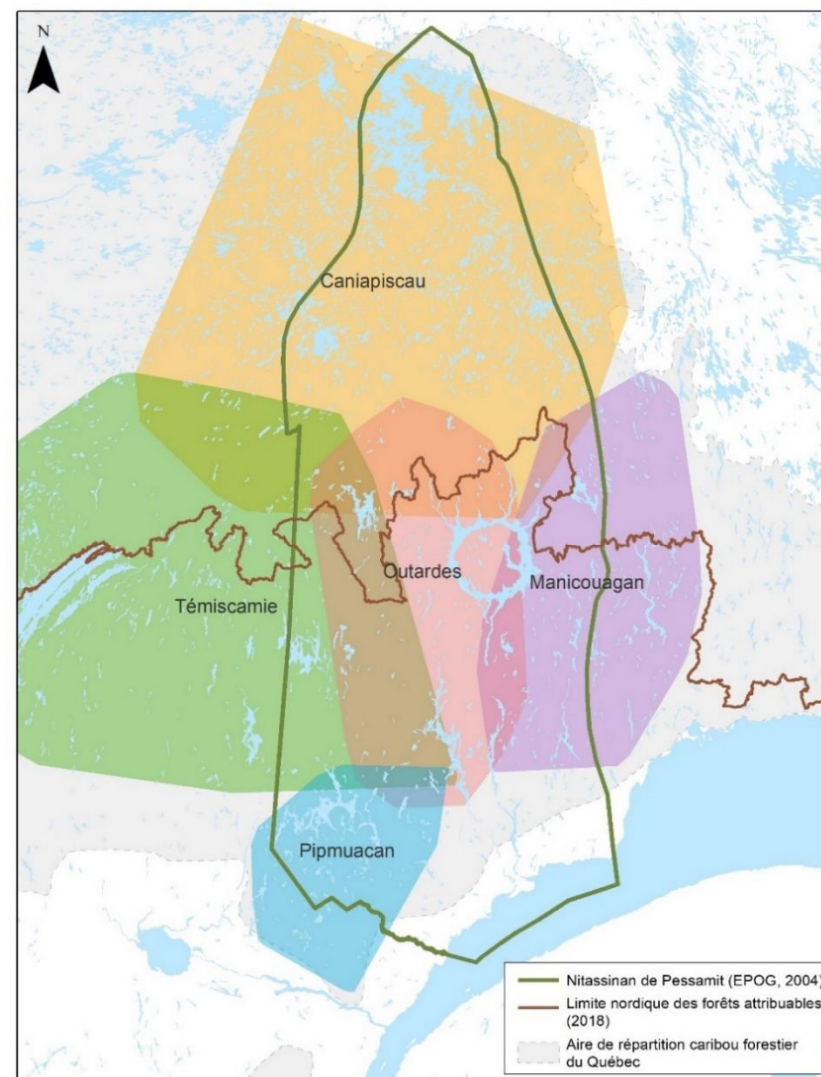 N
Caniapiscau
Outardes
Manicouagan
Témiscamie
Pipmuacan
Nitassinan de Pessamit (EPOG, 2004)
Limite nordique des forêts attribuables
(2018)
Aire de répartition caribou forestier
du Québec